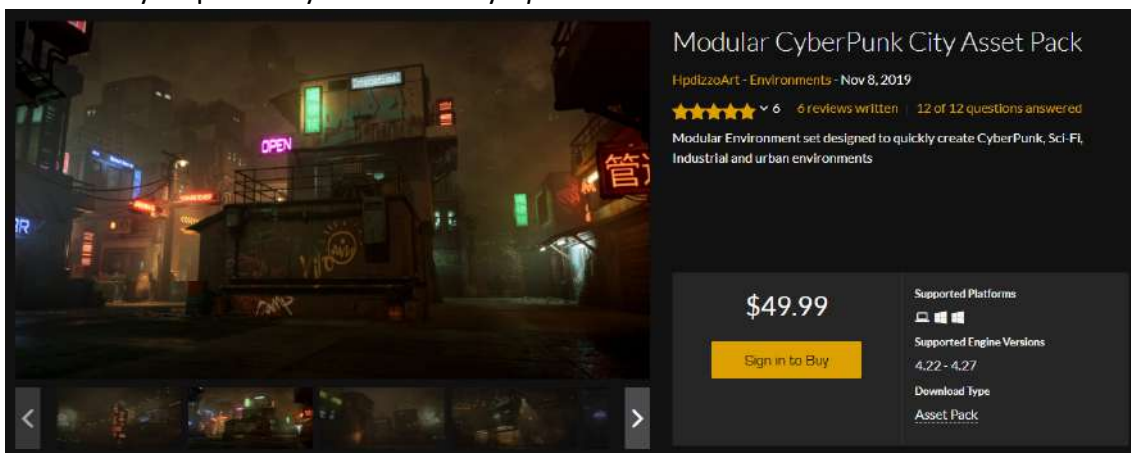 Modular CyberPunk City Asset Pack
HpdizzoArt - Environments - Nov 8, 2019
6 6 reviews written 12 of 12 questions answered
Modular Environment set designed to quickly create CyberPunk, Sci-Fi,
Industrial and urban environments
OPEN
$49.99
Sign in to Buy
Supported Platforms
Supported Engine Versions
4.22 - 4.27
Download Type
Asset Pack